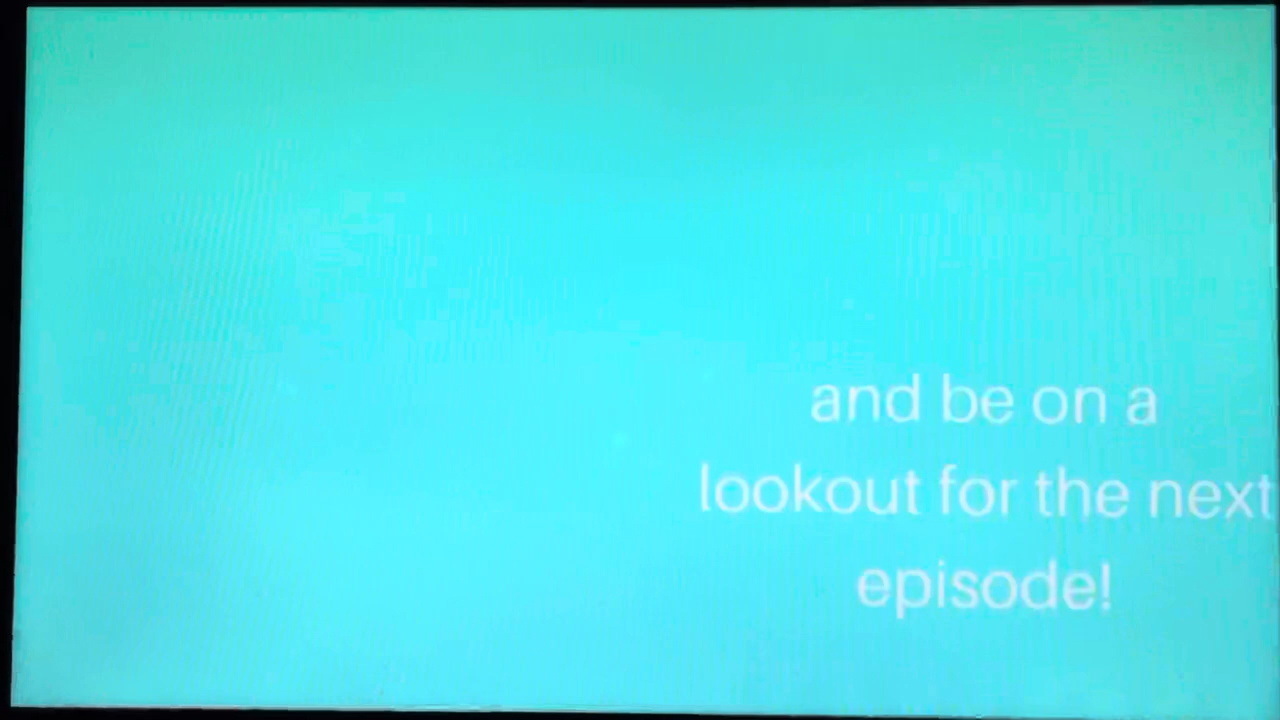 and be on a
lookout for the next
episode!